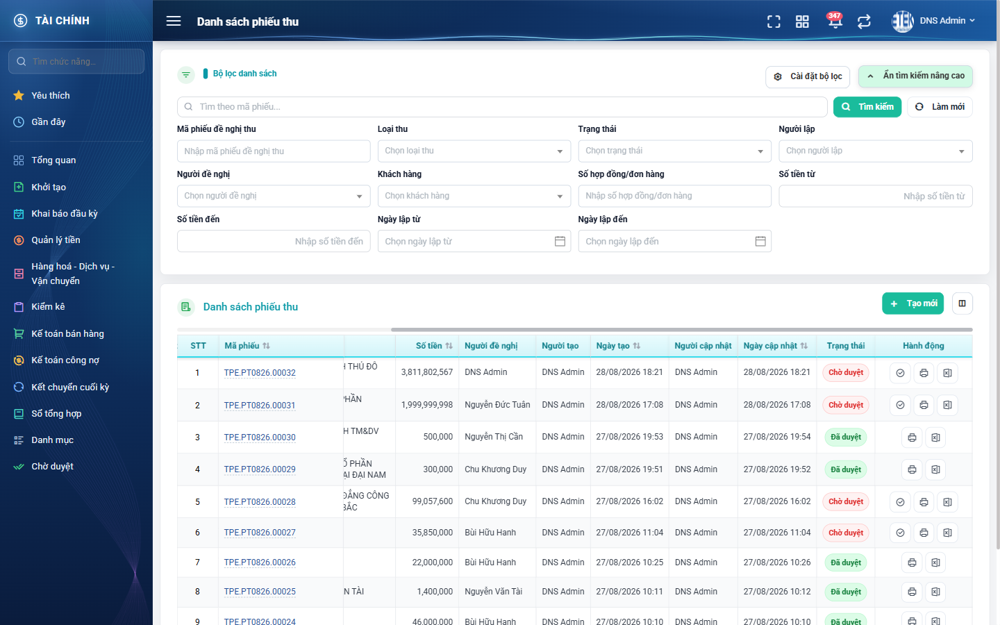 TÀI CHÍNH
Danh sách phiếu thu
347
DNS Admin
Tìm chức năng...
Yêu thích
Gần đây
Tổng quan
Khởi tạo
Khai báo đầu kỳ
Quản lý tiền
Hàng hoá - Dịch vụ -
Vận chuyển
Kiểm kê
Kế toán bán hàng
Kế toán công nợ
Kết chuyển cuối kỳ
Sổ tổng hợp
Danh mục
Chờ duyệt
Bộ lọc danh sách
Cài đặt bộ lọc
Ẩn tìm kiếm nâng cao
Tìm theo mã phiếu...
Tìm kiếm
Làm mới
Mã phiếu đề nghị thu
Loại thu
Trạng thái
Người lập
Nhập mã phiếu đề nghị thu
Chọn loại thu
Chọn trạng thái
Chọn người lập
Người đề nghị
Khách hàng
Số hợp đồng/đơn hàng
Số tiền từ
Chọn người đề nghị
Chọn khách hàng
Nhập số hợp đồng/đơn hàng
Nhập số tiền từ
Số tiền đến
Ngày lập từ
Ngày lập đến
Nhập số tiền đến
Chọn ngày lập từ
Chọn ngày lập đến
Danh sách phiếu thu
Tạo mới
STT Mã phiếu Số tiền Người đề nghị Người tạo Ngày tạo Người cập nhật Ngày cập nhật Trạng thái Hành động
1 TPE.PT0826.00032 H THỦ ĐÔ 3,811,802,567 DNS Admin DNS Admin 28/08/2026 18:21 DNS Admin 28/08/2026 18:21 Chờ duyệt
2 TPE.PT0826.00031 PHẦN 1,999,999,998 Nguyễn Đức Tuân DNS Admin 28/08/2026 17:08 DNS Admin 28/08/2026 17:08 Chờ duyệt
3 TPE.PT0826.00030 H TM&DV 500,000 Nguyễn Thị Cần DNS Admin 27/08/2026 19:53 DNS Admin 27/08/2026 19:54 Đã duyệt
4 TPE.PT0826.00029 Ổ PHẦN 300,000 Chu Khương Duy DNS Admin 27/08/2026 19:51 DNS Admin 27/08/2026 19:52 Đã duyệt
ẠI ĐẠI NAM
5 TPE.PT0826.00028 ĐẲNG CÔNG 99,057,600 Chu Khương Duy DNS Admin 27/08/2026 16:02 DNS Admin 27/08/2026 16:02 Chờ duyệt
BẮC
6 TPE.PT0826.00027 35,850,000 Bùi Hữu Hanh DNS Admin 27/08/2026 11:04 DNS Admin 27/08/2026 11:04 Chờ duyệt
7 TPE.PT0826.00026 22,000,000 Bùi Hữu Hanh DNS Admin 27/08/2026 10:25 DNS Admin 27/08/2026 10:26 Đã duyệt
8 TPE.PT0826.00025 N TÀI 1,400,000 Nguyễn Văn Tài DNS Admin 27/08/2026 10:11 DNS Admin 27/08/2026 10:12 Đã duyệt
9 TPE.PT0826.00024 46,000,000 Bùi Hữu Hanh DNS Admin 27/08/2026 10:10 DNS Admin 27/08/2026 10:10 Đã duyệt